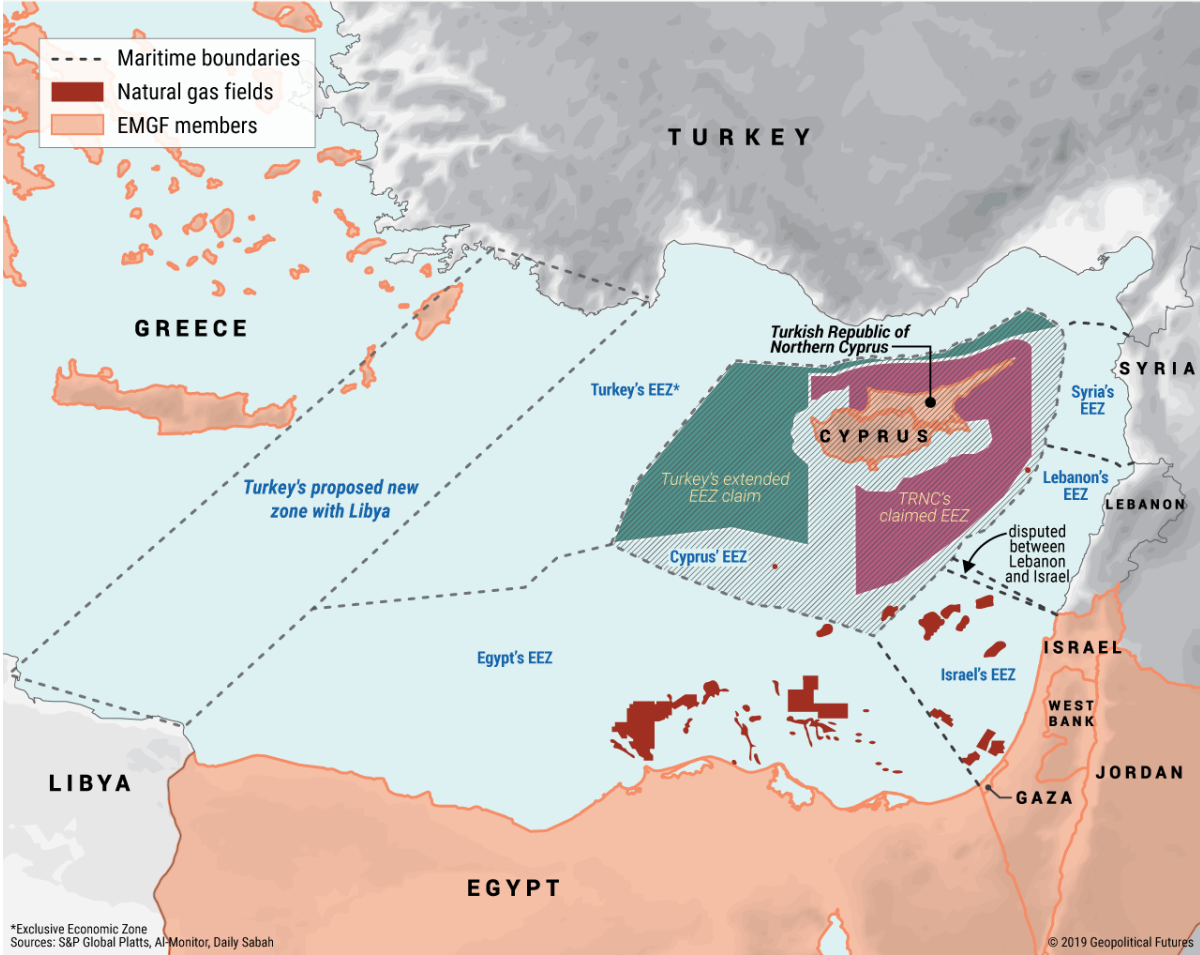 Maritime boundaries
Natural gas fields
EMGF members
TURKEY
GREECE
Turkish Republic of
Northern Cyprus
SYRIA
Turkey's EEZ*
Syria's
EEZ
CYPRUS
Turkey's proposed new
zone with Libya
Turkey's extended
EEZ claim
TRNC's
claimed EEZ
Lebanon's
EEZ
LEBANON
disputed
between
Lebanon
and Israel
Cyprus' EEZ
Egypt's EEZ
ISRAEL
Israel's EEZ
WEST
BANK
LIBYA
JORDAN
GAZA
EGYPT
*Exclusive Economic Zone
Sources: S&P Global Platts, Al-Monitor, Daily Sabah
© 2019 Geopolitical Futures